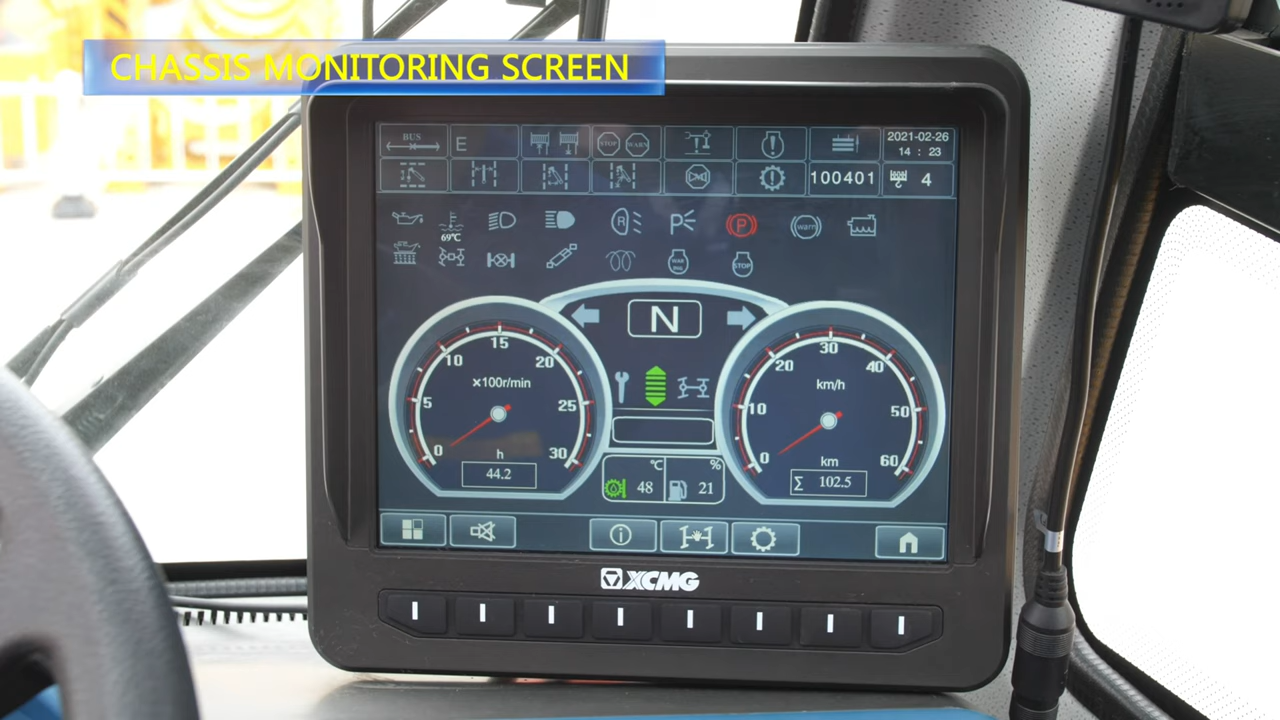 CHASSIS MONITORING SCREEN
BUS
E
STOP
WARN
2021-02-26
14 : 23
100401
4
69℃
R
P
P
warn
STOP
N
0
5
10
15
20
25
30
×100r/min
h
44.2
0
10
20
30
40
50
60
km/h
km
Σ 102.5
℃
48
%
21
XCMG